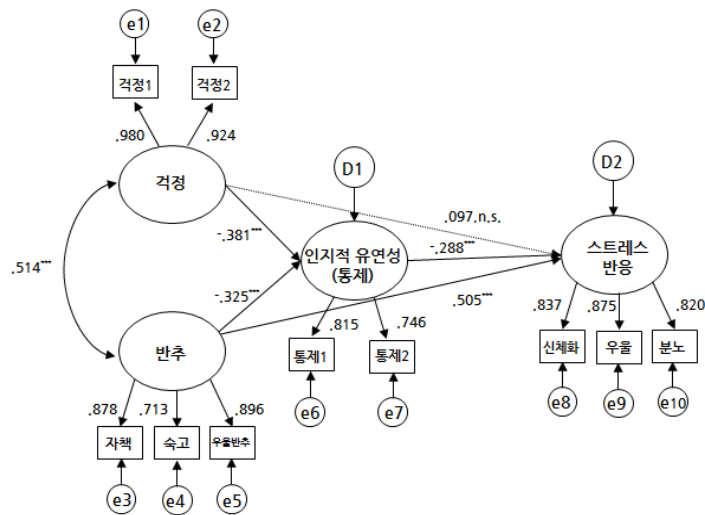 e1
e2
걱정1
걱정2
.980
.924
걱정
D1
D2
.097,n.s.
-.381***
인지적 유연성
(통제)
-.288***
스트레스
반응
.514***
-.325***
.505***
반추
.815
.746
.837
.875
.820
통제1
통제2
신체화
우울
분노
e6
e7
e8
e9
e10
.878
.713
.896
자책
숙고
우울반추
e3
e4
e5